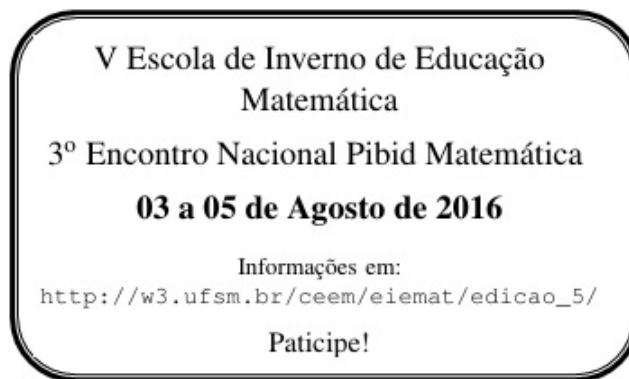 V Escola de Inverno de Educação
Matemática
3º Encontro Nacional Pibid Matemática
03 a 05 de Agosto de 2016
Informações em:
http://w3.ufsm.br/ceem/eiemat/edicao_5/
Paticipe!